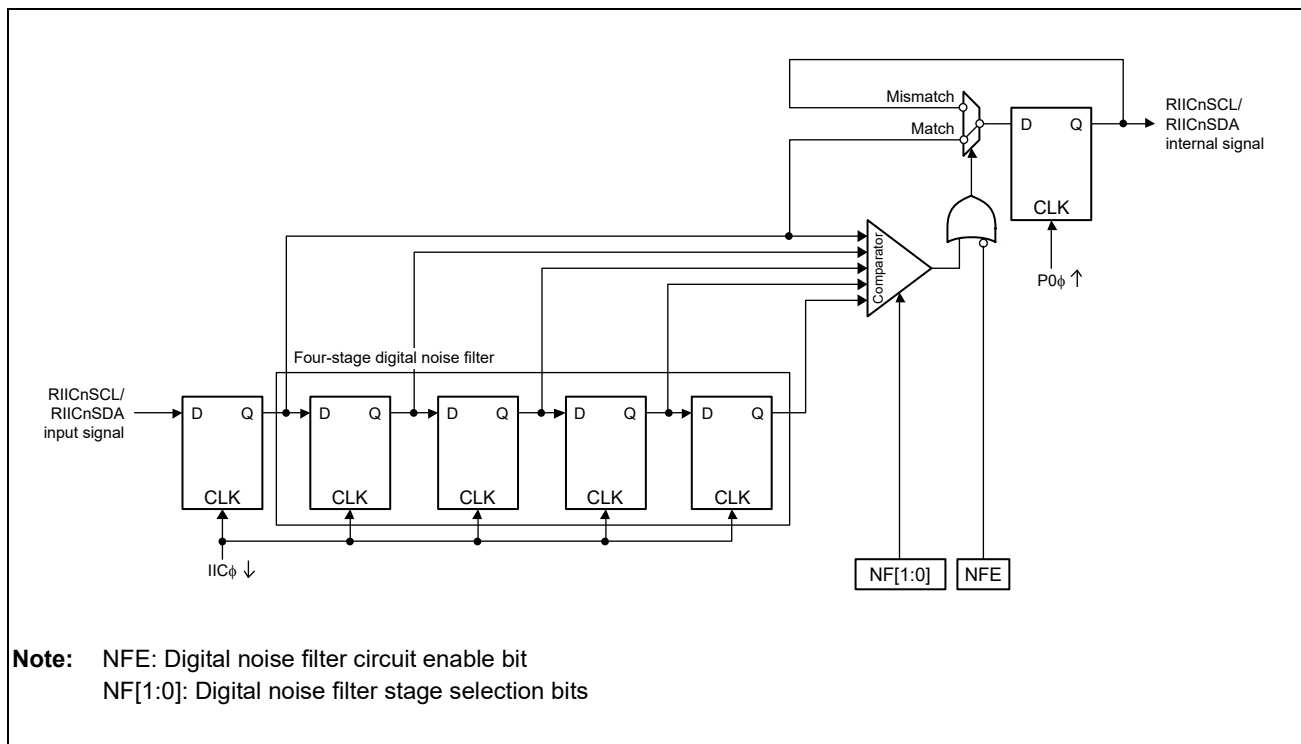 Mismatch
Match
D Q
CLK
RIICnSCL/
RIICnSDA
internal signal
P0ϕ ↑
Comparator
Four-stage digital noise filter
RIICnSCL/
RIICnSDA
input signal
D Q
D Q
D Q
D Q
D Q
CLK
CLK
CLK
CLK
CLK
IICϕ ↓
NF[1:0]
NFE
Note: NFE: Digital noise filter circuit enable bit
NF[1:0]: Digital noise filter stage selection bits